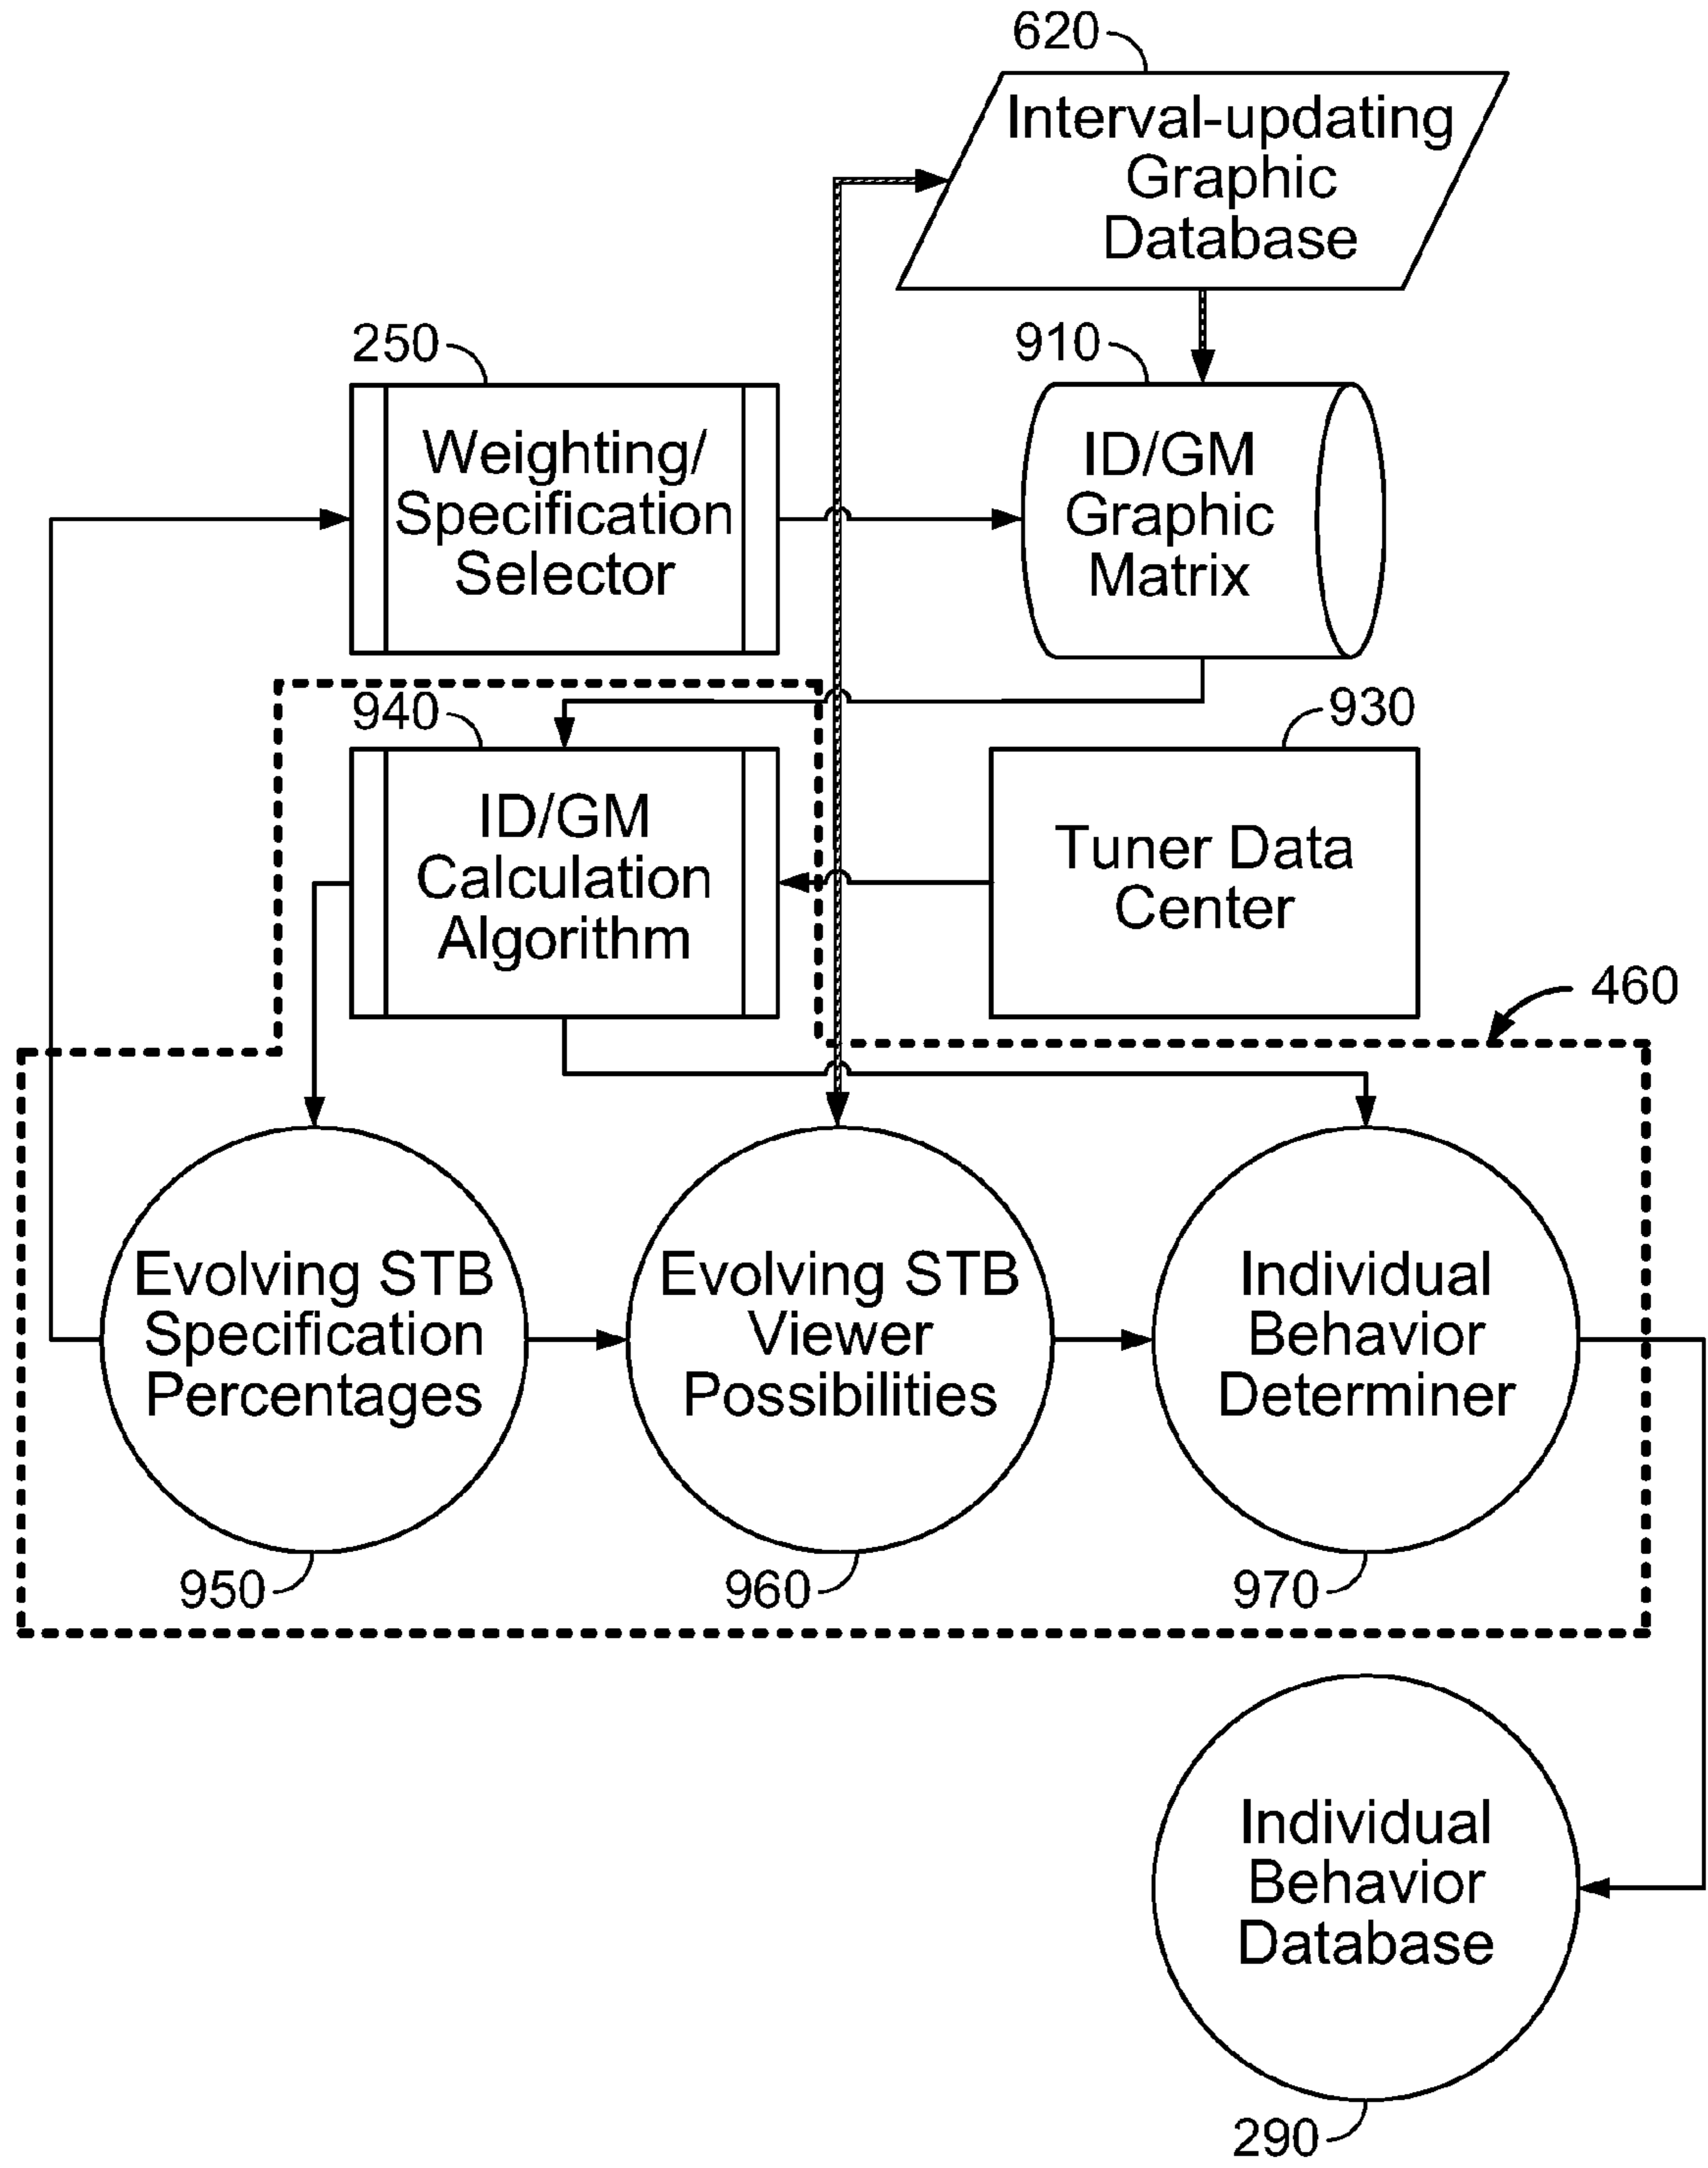 620
Interval-updating
Graphic
Database
250
Weighting/
Specification
Selector
910
ID/GM
Graphic
Matrix
940
ID/GM
Calculation
Algorithm
930
Tuner Data
Center
460
Evolving STB
Specification
Percentages
950
Evolving STB
Viewer
Possibilities
960
Individual
Behavior
Determiner
970
Individual
Behavior
Database
290